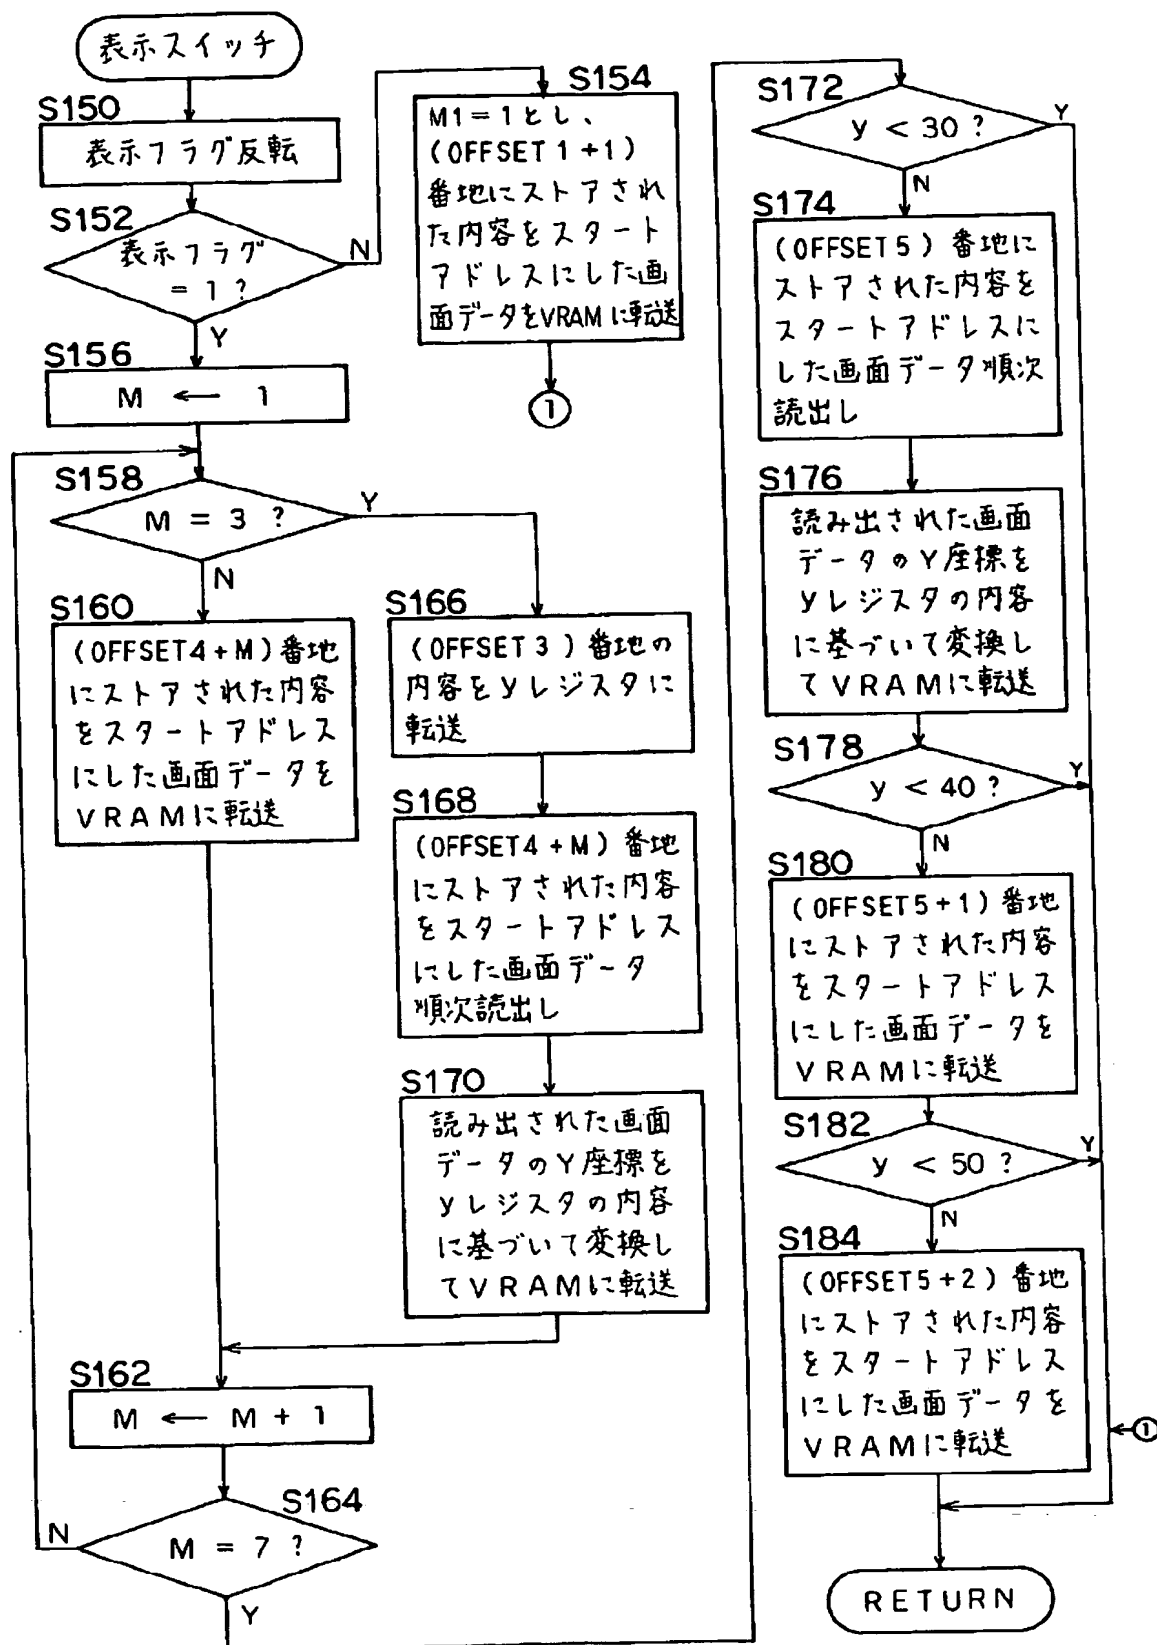 表示スイッチ
S150
表示フラグ反転
S152
表示フラグ
= 1 ?
N
Y
S154
M1=1とし、
(OFFSET1+1)
番地にストアされ
た内容をスタート
アドレスにした画
面データをVRAMに転送
1
S156
M ← 1
S158
M = 3 ?
Y
N
S160
(OFFSET4+M)番地
にストアされた内容
をスタートアドレス
にした画面データを
VRAMに転送
S166
(OFFSET3)番地の
内容をyレジスタに
転送
S168
(OFFSET4+M)番地
にストアされた内容
をスタートアドレス
にした画面データ
順次読出し
S170
読み出された画面
データのY座標を
yレジスタの内容
に基づいて変換し
てVRAMに転送
S162
M ← M + 1
S164
M = 7 ?
N
Y
S172
y < 30 ?
Y
N
S174
(OFFSET5)番地に
ストアされた内容を
スタートアドレスに
した画面データ順次
読出し
S176
読み出された画面
データのY座標を
yレジスタの内容
に基づいて変換し
てVRAMに転送
S178
y < 40 ?
Y
N
S180
(OFFSET5+1)番地
にストアされた内容
をスタートアドレス
にした画面データを
VRAMに転送
S182
y < 50 ?
Y
N
S184
(OFFSET5+2)番地
にストアされた内容
をスタートアドレス
にした画面データを
VRAMに転送
1
RETURN